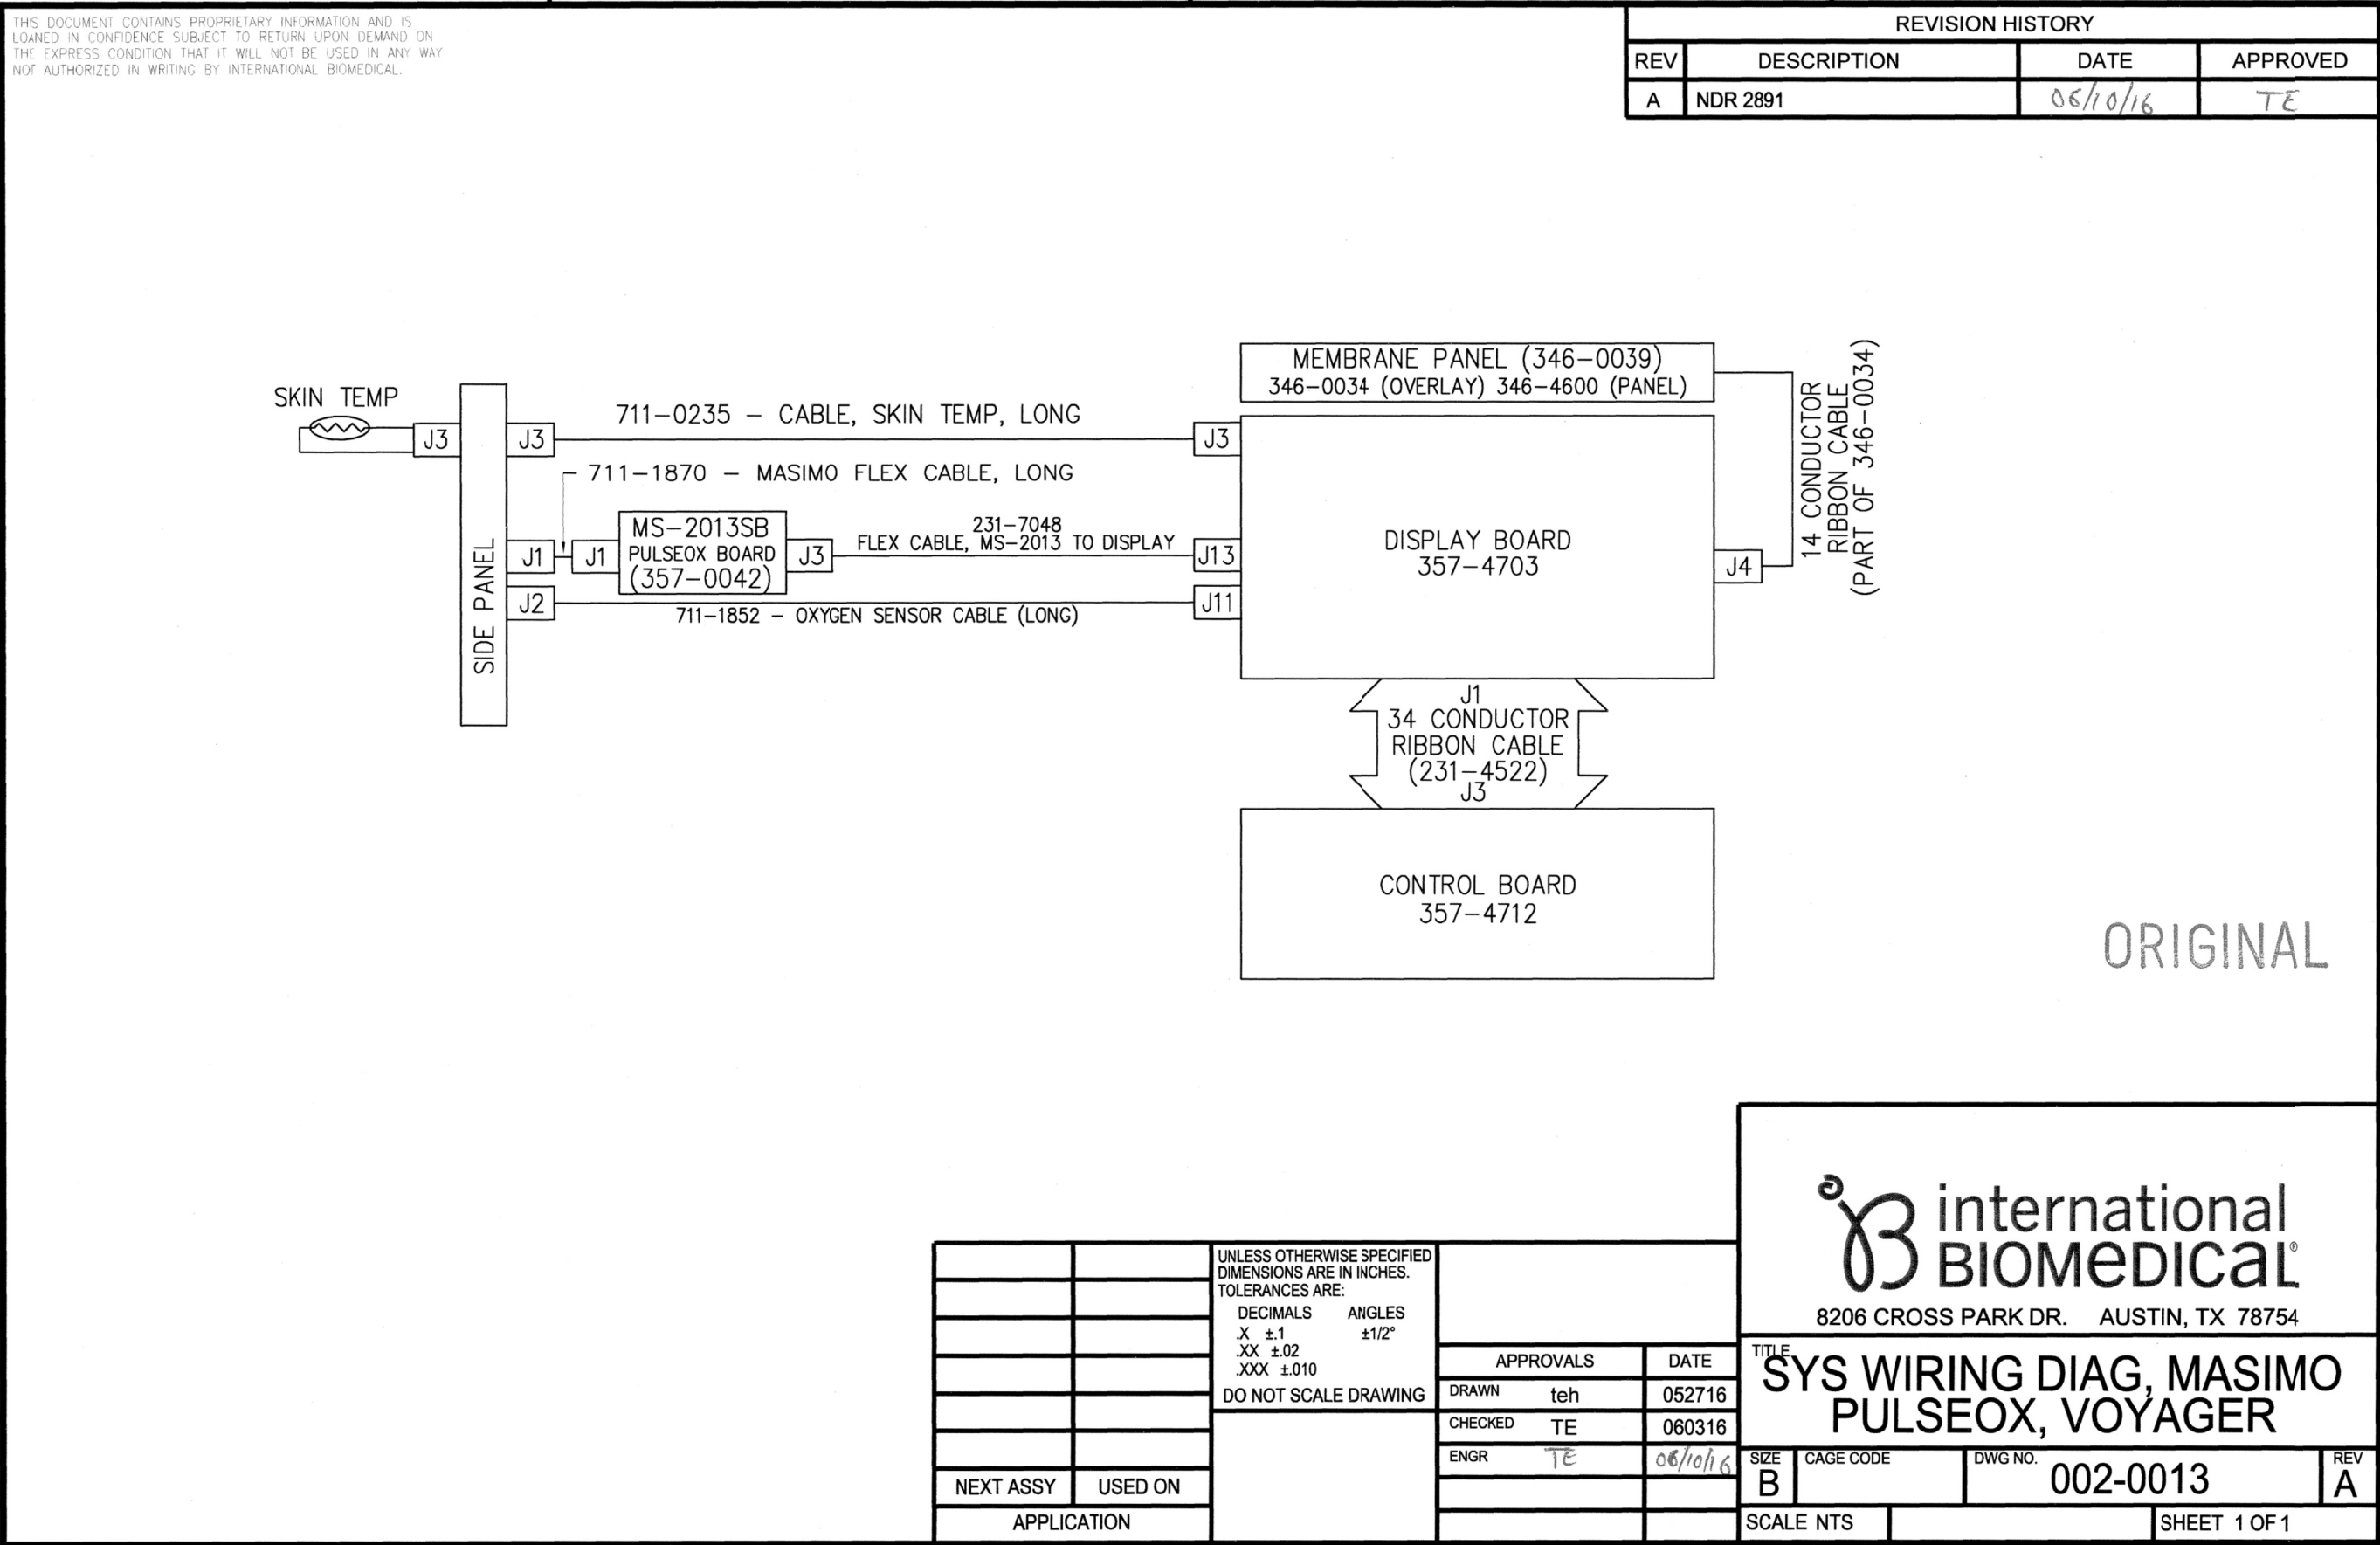 THIS DOCUMENT CONTAINS PROPRIETARY INFORMATION AND IS
LOANED IN CONFIDENCE SUBJECT TO RETURN UPON DEMAND ON
THE EXPRESS CONDITION THAT IT WILL NOT BE USED IN ANY WAY
NOT AUTHORIZED IN WRITING BY INTERNATIONAL BIOMEDICAL.
REVISION HISTORY
REV DESCRIPTION DATE APPROVED
A NDR 2891 06/10/16 TE
SKIN TEMP
J3
SIDE PANEL
J3
711-0235 - CABLE, SKIN TEMP, LONG
J3
711-1870 - MASIMO FLEX CABLE, LONG
J1
J1
MS-2013SB
PULSEOX BOARD
(357-0042)
J3
231-7048
FLEX CABLE, MS-2013 TO DISPLAY
J13
J2
711-1852 - OXYGEN SENSOR CABLE (LONG)
J11
MEMBRANE PANEL (346-0039)
346-0034 (OVERLAY) 346-4600 (PANEL)
DISPLAY BOARD
357-4703
J4
14 CONDUCTOR
RIBBON CABLE
(PART OF 346-0034)
J1
34 CONDUCTOR
RIBBON CABLE
(231-4522)
J3
CONTROL BOARD
357-4712
ORIGINAL
NEXT ASSY USED ON
APPLICATION
UNLESS OTHERWISE SPECIFIED
DIMENSIONS ARE IN INCHES.
TOLERANCES ARE:
DECIMALS ANGLES
.X ±.1 ±1/2°
.XX ±.02
.XXX ±.010
DO NOT SCALE DRAWING
APPROVALS DATE
DRAWN teh 052716
CHECKED TE 060316
ENGR TE 06/10/16
international
BIOMEDICAL®
8206 CROSS PARK DR. AUSTIN, TX 78754
TITLE
SYS WIRING DIAG, MASIMO
PULSEOX, VOYAGER
SIZE B CAGE CODE DWG NO. 002-0013 REV A
SCALE NTS SHEET 1 OF 1